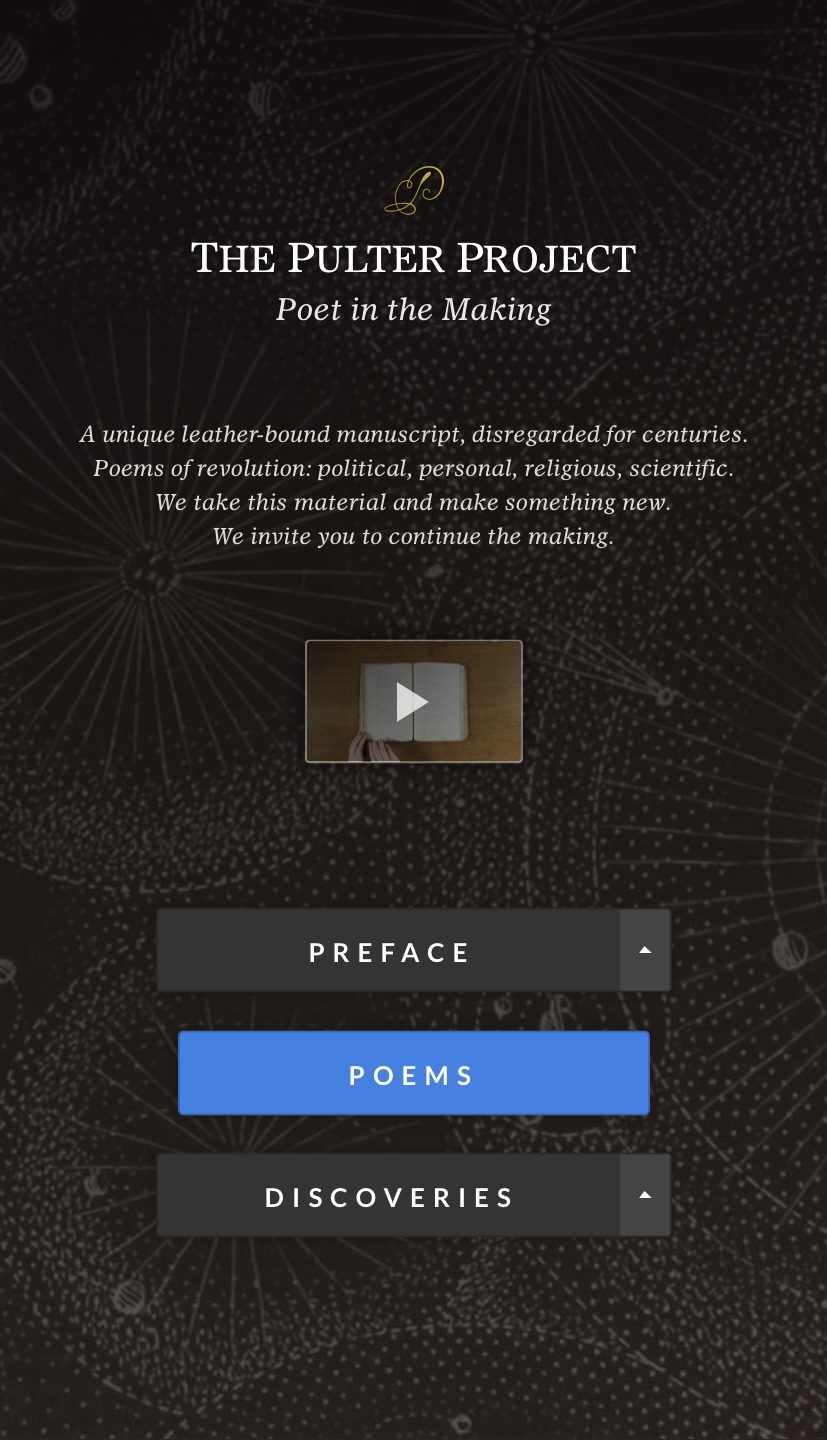 THE PULTER PROJECT
Poet in the Making
A unique leather-bound manuscript, disregarded for centuries.
Poems of revolution: political, personal, religious, scientific.
We take this material and make something new.
We invite you to continue the making.
PREFACE
POEMS
DISCOVERIES